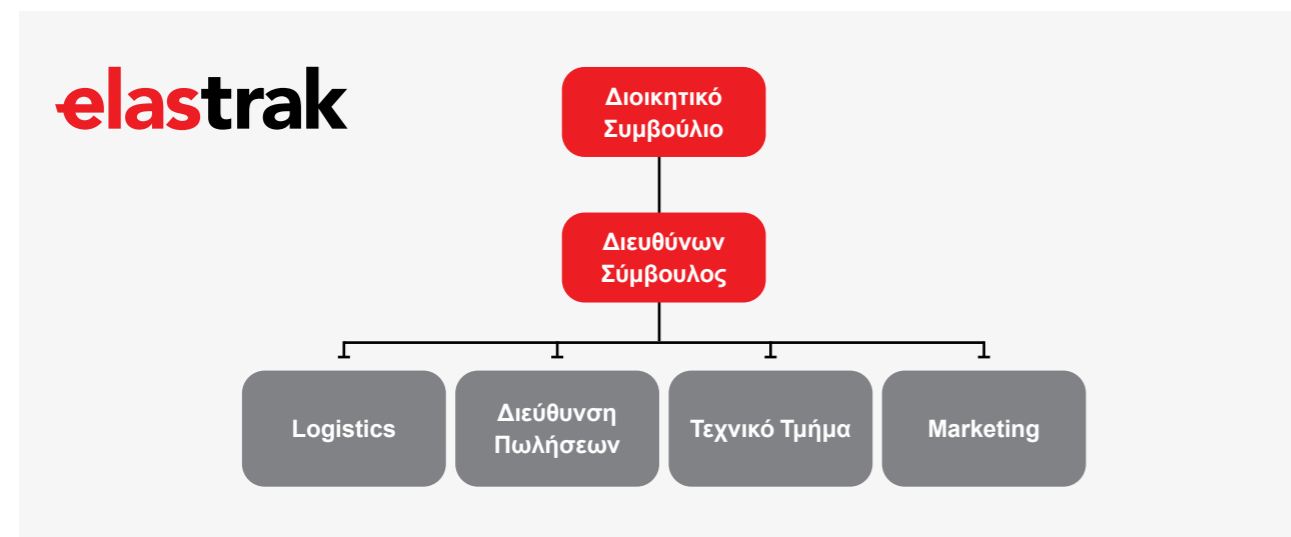 elastrak
Διοικητικό
Συμβούλιο
Διευθύνων
Σύμβουλος
Logistics
Διεύθυνση
Πωλήσεων
Τεχνικό Τμήμα
Marketing